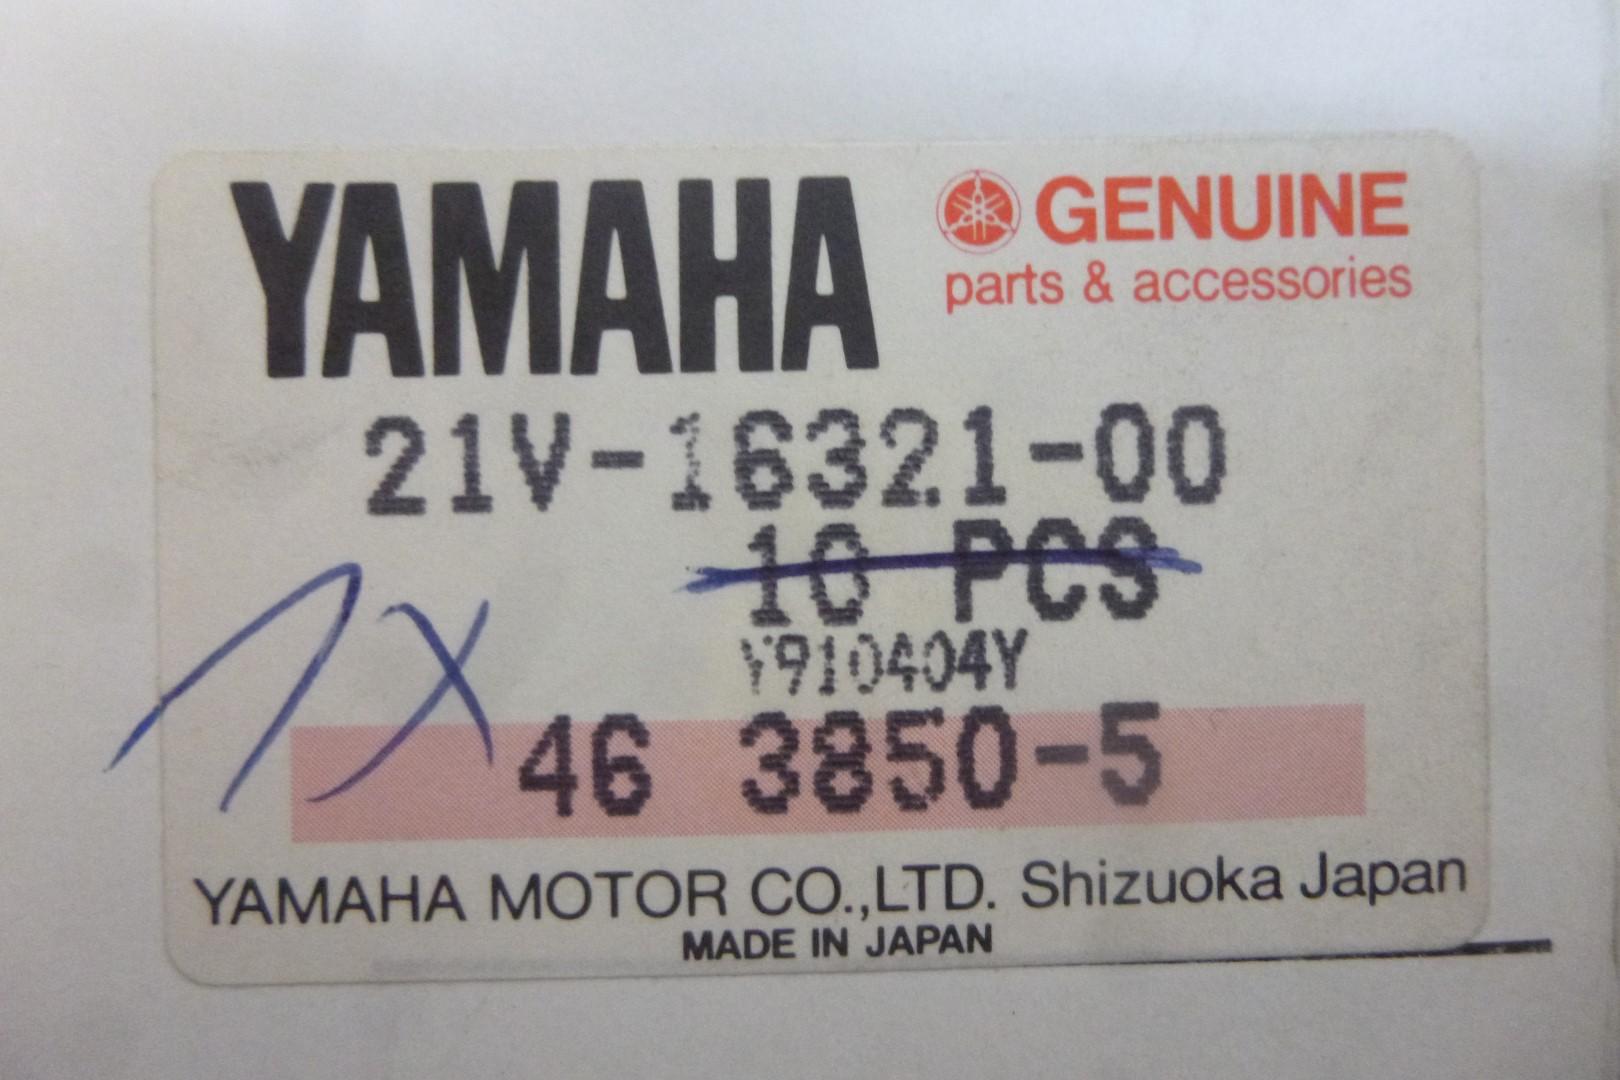 YAMAHA GENUINE
parts & accessories
21V-16321-00
10 PCS
Y910404Y
46 3850-5
YAMAHA MOTOR CO.,LTD. Shizuoka Japan
MADE IN JAPAN